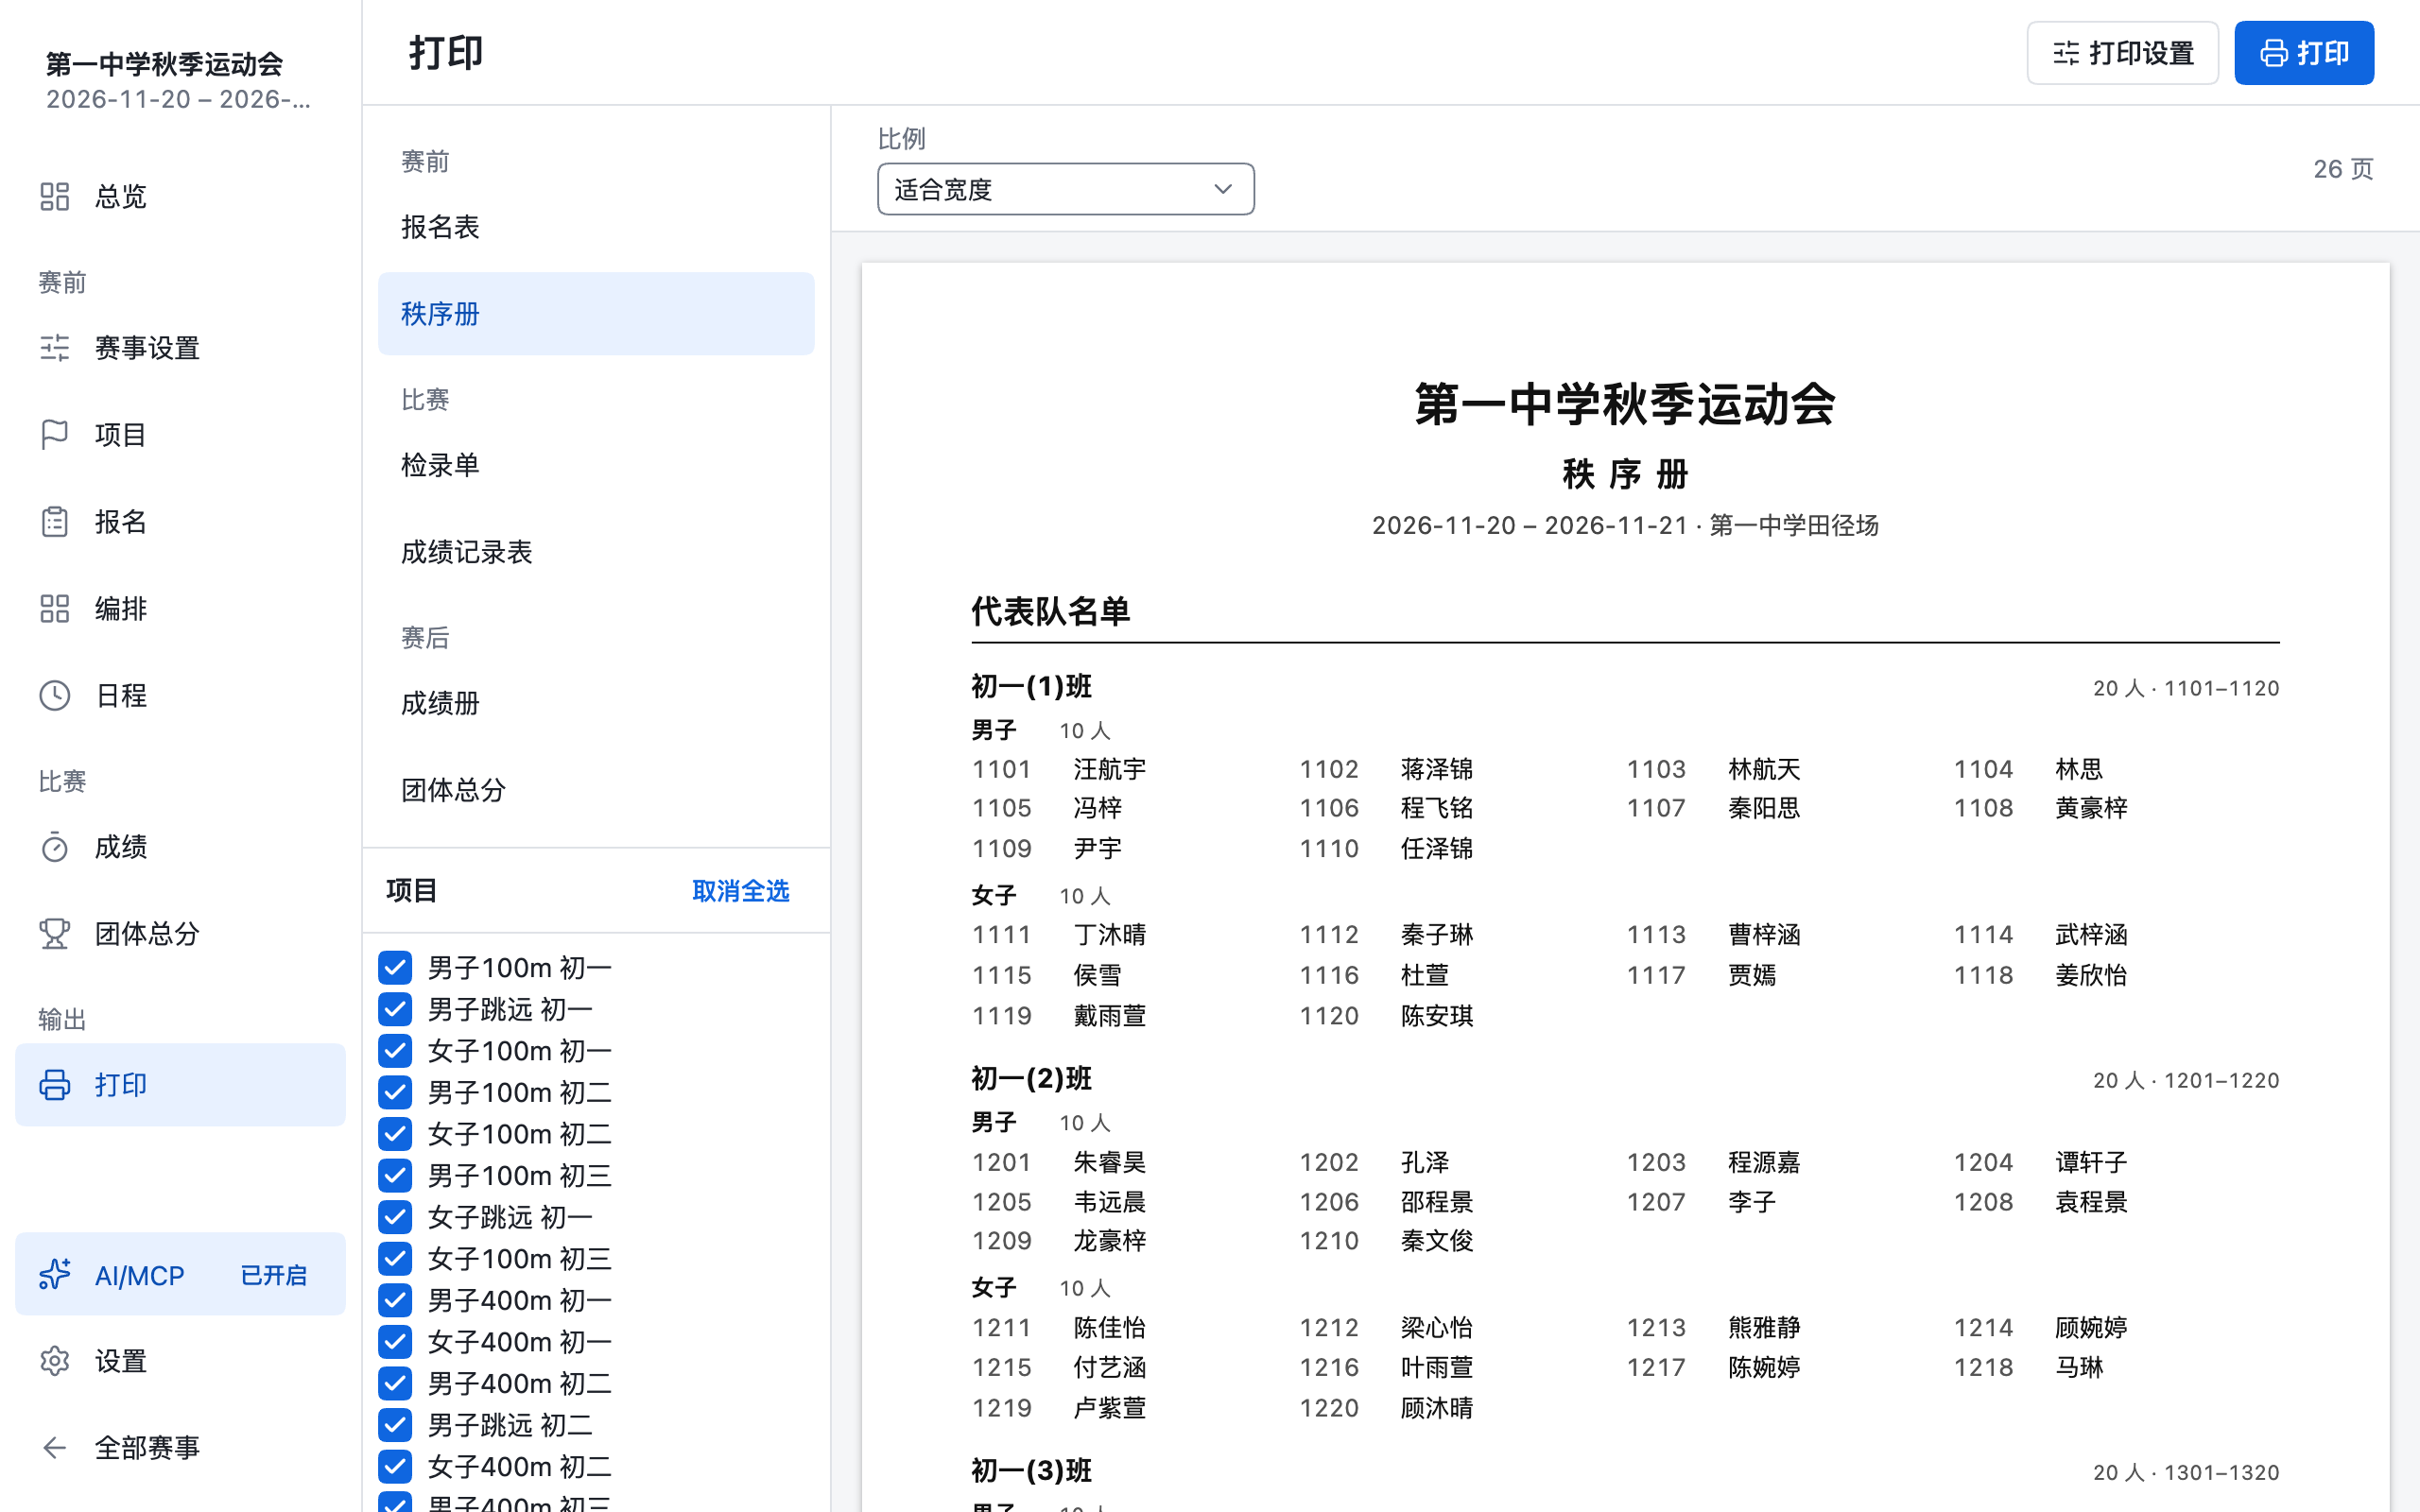 第一中学秋季运动会
2026-11-20 – 2026-...
总览
赛前
赛事设置
项目
报名
编排
日程
比赛
成绩
团体总分
输出
打印
AI/MCP 已开启
设置
全部赛事
打印
打印设置
打印
赛前
报名表
秩序册
比赛
检录单
成绩记录表
赛后
成绩册
团体总分
项目 取消全选
男子100m 初一
男子跳远 初一
女子100m 初一
男子100m 初二
女子100m 初二
男子100m 初三
女子跳远 初一
女子100m 初三
男子400m 初一
女子400m 初一
男子400m 初二
男子跳远 初二
女子400m 初二
男子400m 初三
比例
适合宽度
26 页
第一中学秋季运动会
秩 序 册
2026-11-20 – 2026-11-21 · 第一中学田径场
代表队名单
初一(1)班 20 人 · 1101–1120
男子 10 人
1101 汪航宇 1102 蒋泽锦 1103 林航天 1104 林思
1105 冯梓 1106 程飞铭 1107 秦阳思 1108 黄豪梓
1109 尹宇 1110 任泽锦
女子 10 人
1111 丁沐晴 1112 秦子琳 1113 曹梓涵 1114 武梓涵
1115 侯雪 1116 杜萱 1117 贾嫣 1118 姜欣怡
1119 戴雨萱 1120 陈安琪
初一(2)班 20 人 · 1201–1220
男子 10 人
1201 朱睿昊 1202 孔泽 1203 程源嘉 1204 谭轩子
1205 韦远晨 1206 邵程景 1207 李子 1208 袁程景
1209 龙豪梓 1210 秦文俊
女子 10 人
1211 陈佳怡 1212 梁心怡 1213 熊雅静 1214 顾婉婷
1215 付艺涵 1216 叶雨萱 1217 陈婉婷 1218 马琳
1219 卢紫萱 1220 顾沐晴
初一(3)班 20 人 · 1301–1320
男子 10 人